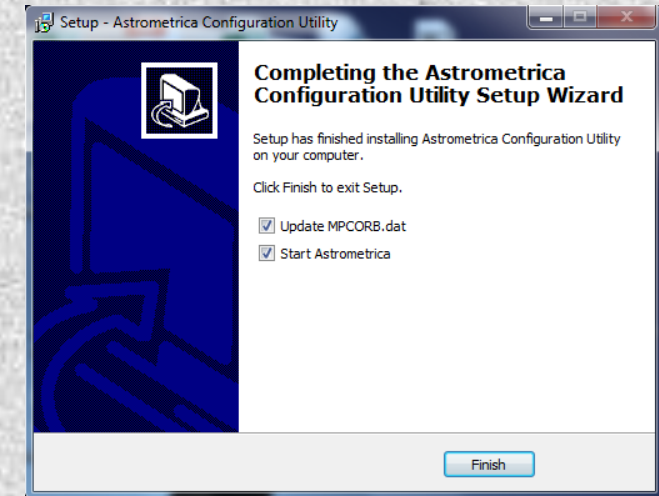 Setup - Astrometrica Configuration Utility
Completing the Astrometrica
Configuration Utility Setup Wizard
Setup has finished installing Astrometrica Configuration Utility
on your computer.
Click Finish to exit Setup.
Update MPCORB.dat
Start Astrometrica
Finish